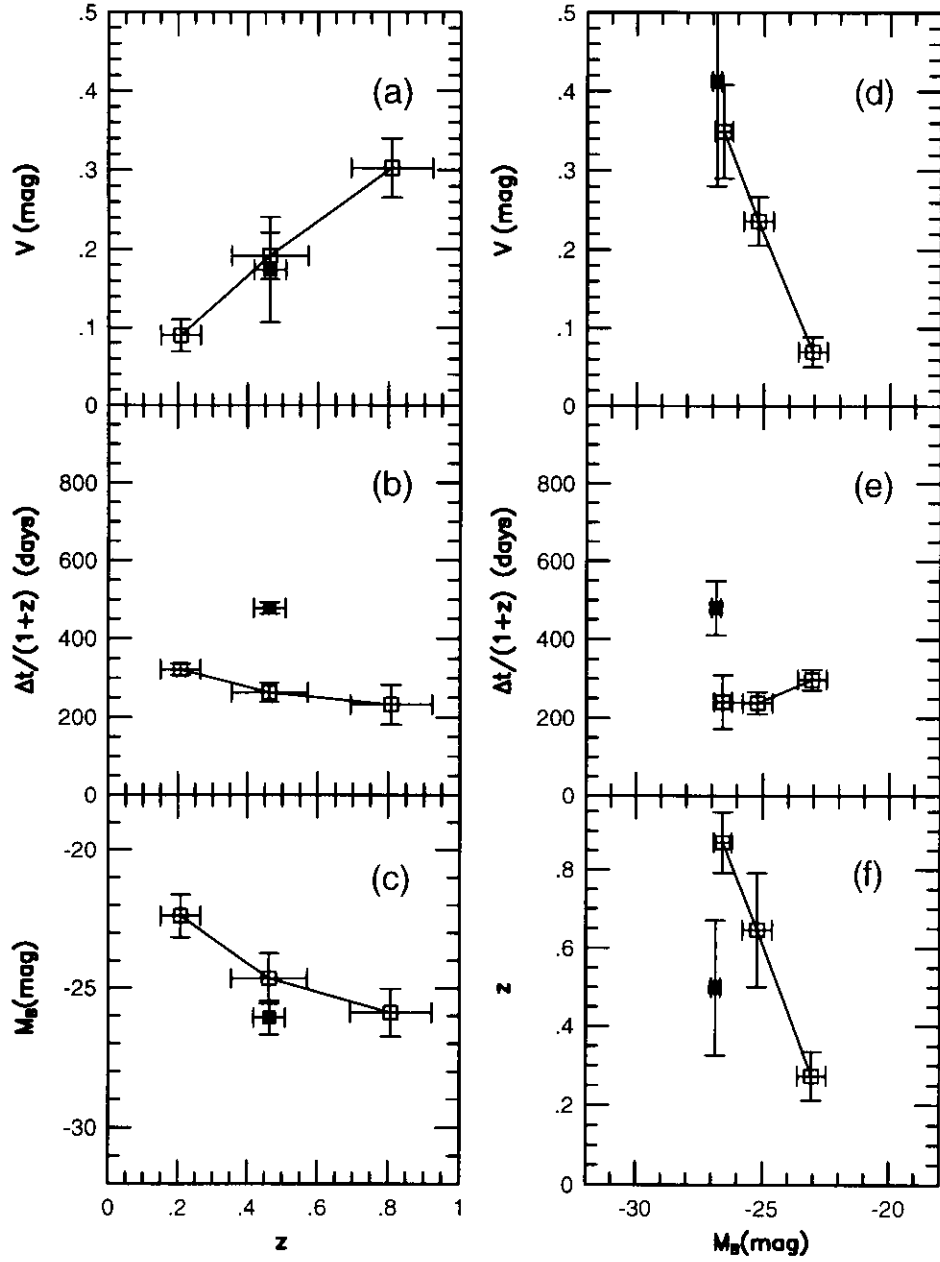 .5
.4
.3
.2
.1
0
V (mag)
(a)
V (mag)
.5
.4
.3
.2
.1
0
(d)
800
600
400
200
0
Δt/(1+z) (days)
(b)
Δt/(1+z) (days)
800
600
400
200
0
(e)
-20
-25
-30
M_B(mag)
(c)
z
.8
.6
.4
.2
0
(f)
0 .2 .4 .6 .8 1
z
-30 -25 -20
M_B(mag)